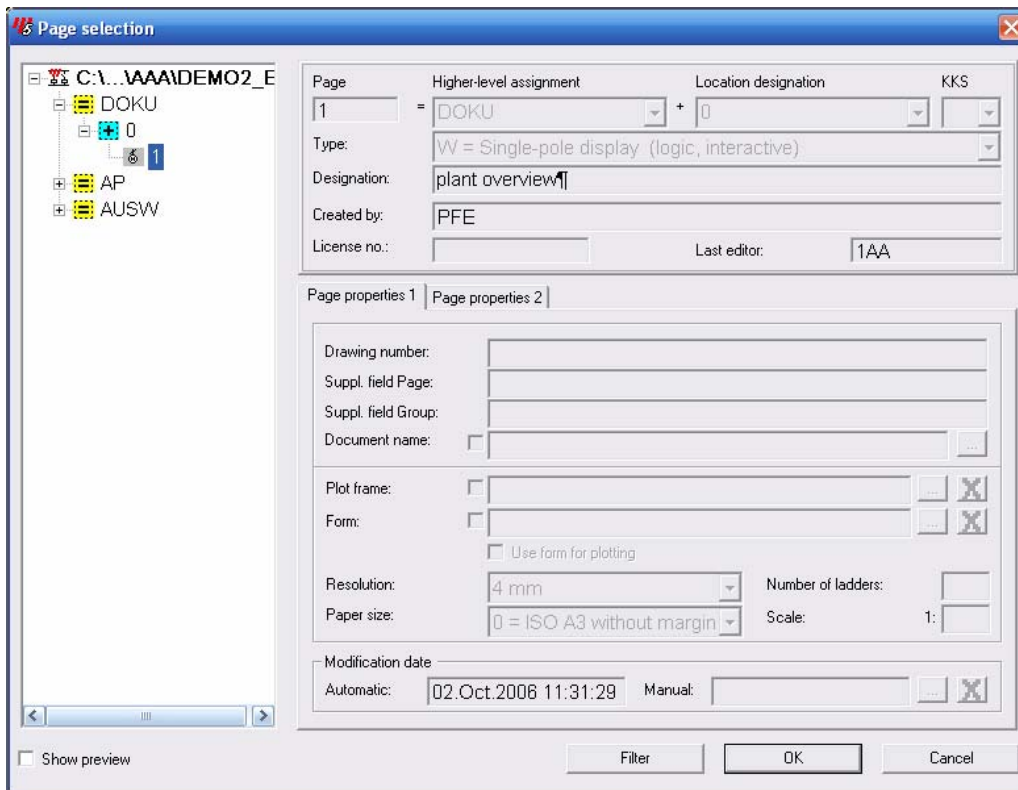 Page selection
C:\...\AAA\DEMO2_E
DOKU
0
1
AP
AUSW
Show preview
Page Higher-level assignment Location designation KKS
1 = DOKU + 0
Type: W = Single-pole display (logic, interactive)
Designation: plant overview¶
Created by: PFE
License no.: Last editor: 1AA
Page properties 1 Page properties 2
Drawing number:
Suppl. field Page:
Suppl. field Group:
Document name: ...
Plot frame: ... X
Form: ... X
Use form for plotting
Resolution: 4 mm Number of ladders:
Paper size: 0 = ISO A3 without margin Scale: 1:
Modification date
Automatic: 02.Oct.2006 11:31:29 Manual: ... X
Filter OK Cancel